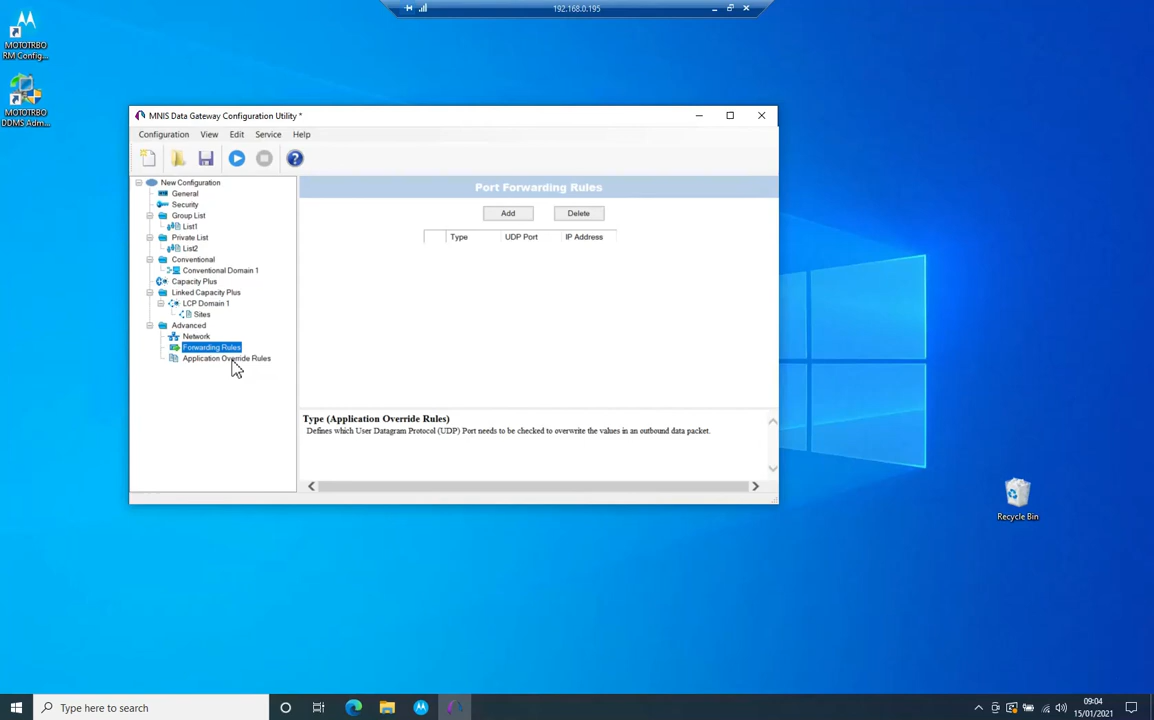 192.168.0.195
MOTOTRBO
RM Config...
MOTOTRBO
DDMS Adm...
MNIS Data Gateway Configuration Utility *
Configuration View Edit Service Help
New Configuration
General
Security
Group List
List1
Private List
List2
Conventional
Conventional Domain 1
Capacity Plus
Linked Capacity Plus
LCP Domain 1
Sites
Advanced
Network
Forwarding Rules
Application Override Rules
Port Forwarding Rules
Add Delete
Type UDP Port IP Address
Type (Application Override Rules)
Defines which User Datagram Protocol (UDP) Port needs to be checked to overwrite the values in an outbound data packet.
Recycle Bin
Type here to search
09:04
15/01/2021